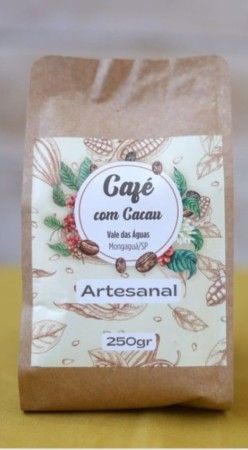 Café
com Cacau
Vale das Águas
Mongaguá/SP
Artesanal
250gr